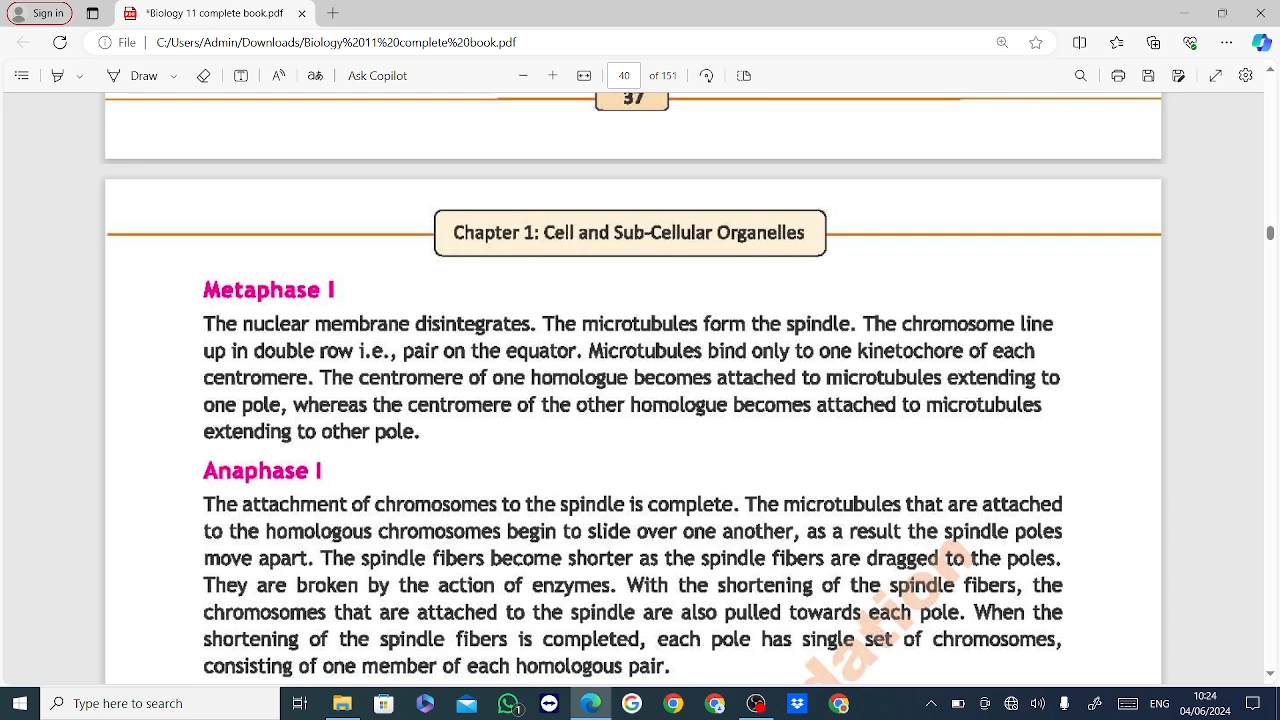 Sign in
*Biology 11 complete book.pdf
File
C:/Users/Admin/Downloads/Biology%2011%20complete%20book.pdf
Draw
Ask Copilot
40
of 151
37
Chapter 1: Cell and Sub-Cellular Organelles
Metaphase I
The nuclear membrane disintegrates. The microtubules form the spindle. The chromosome line
up in double row i.e., pair on the equator. Microtubules bind only to one kinetochore of each
centromere. The centromere of one homologue becomes attached to microtubules extending to
one pole, whereas the centromere of the other homologue becomes attached to microtubules
extending to other pole.
Anaphase I
The attachment of chromosomes to the spindle is complete. The microtubules that are attached
to the homologous chromosomes begin to slide over one another, as a result the spindle poles
move apart. The spindle fibers become shorter as the spindle fibers are dragged to the poles.
They are broken by the action of enzymes. With the shortening of the spindle fibers, the
chromosomes that are attached to the spindle are also pulled towards each pole. When the
shortening of the spindle fibers is completed, each pole has single set of chromosomes,
consisting of one member of each homologous pair.
dation
Type here to search
1
ENG
10:24
04/06/2024